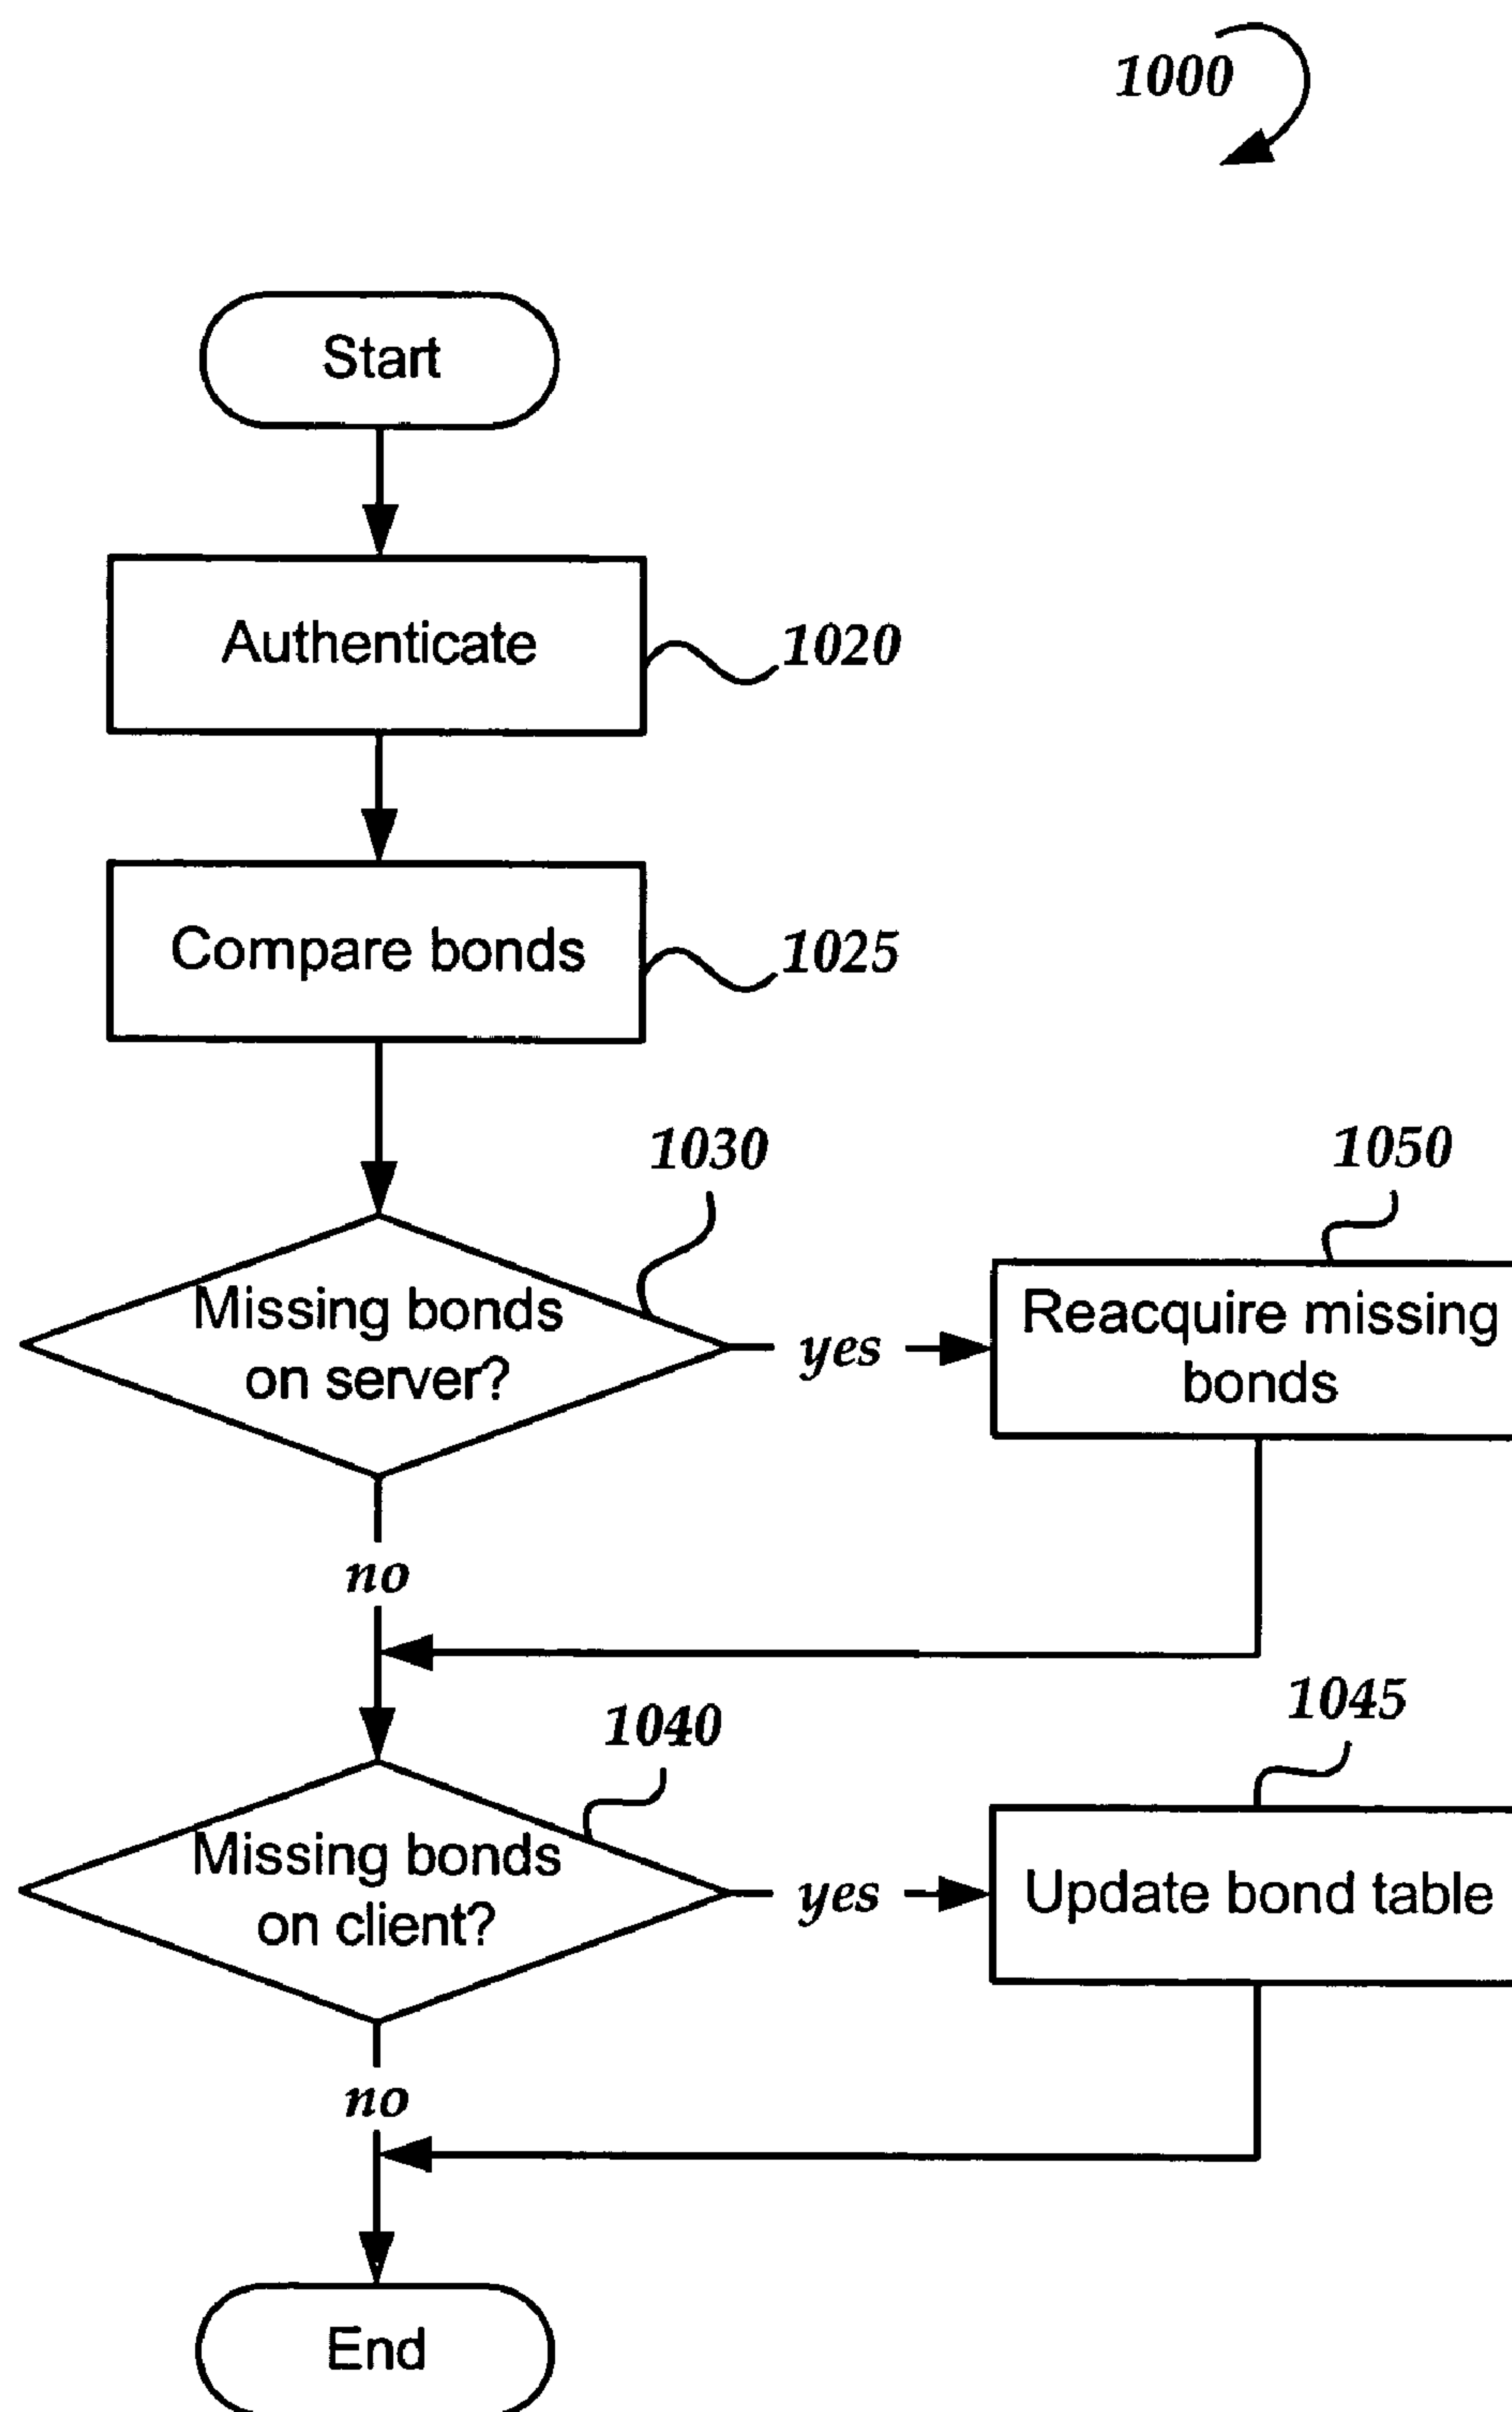 1000
Start
Authenticate
1020
Compare bonds
1025
1030
1050
Missing bonds
on server?
yes
Reacquire missing
bonds
no
1040
1045
Missing bonds
on client?
yes
Update bond table
no
End